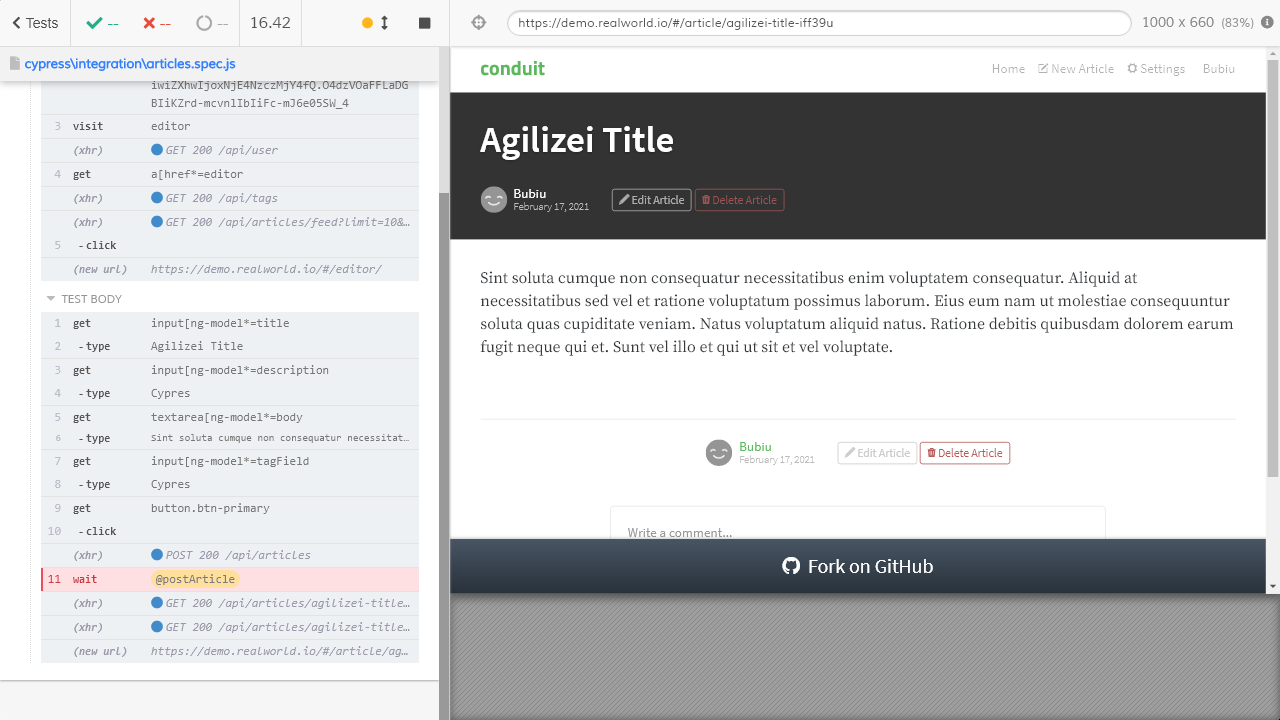 Tests
--
--
--
16.42
https://demo.realworld.io/#/article/agilizei-title-iff39u
1000 x 660 (83%)
cypress\integration\articles.spec.js
iwiZXhwIjoxNjE4NzczMjY4fQ.O4dzVOaFFLaDG
BIiKZrd-mcvnlIbIiFc-mJ6e05SW_4
3 visit editor
(xhr) GET 200 /api/user
4 get a[href*=editor
(xhr) GET 200 /api/tags
(xhr) GET 200 /api/articles/feed?limit=10&…
5 -click
(new url) https://demo.realworld.io/#/editor/
TEST BODY
1 get input[ng-model*=title
2 -type Agilizei Title
3 get input[ng-model*=description
4 -type Cypres
5 get textarea[ng-model*=body
6 -type Sint soluta cumque non consequatur necessitat…
7 get input[ng-model*=tagField
8 -type Cypres
9 get button.btn-primary
10 -click
(xhr) POST 200 /api/articles
11 wait @postArticle
(xhr) GET 200 /api/articles/agilizei-title…
(xhr) GET 200 /api/articles/agilizei-title…
(new url) https://demo.realworld.io/#/article/ag…
conduit
Home New Article Settings Bubiu
Agilizei Title
Bubiu
February 17, 2021
Edit Article Delete Article
Sint soluta cumque non consequatur necessitatibus enim voluptatem consequatur. Aliquid at
necessitatibus sed vel et ratione voluptatum possimus laborum. Eius eum nam ut molestiae consequuntur
soluta quas cupiditate veniam. Natus voluptatum aliquid natus. Ratione debitis quibusdam dolorem earum
fugit neque qui et. Sunt vel illo et qui ut sit et vel voluptate.
Bubiu
February 17, 2021
Edit Article Delete Article
Write a comment...
Fork on GitHub